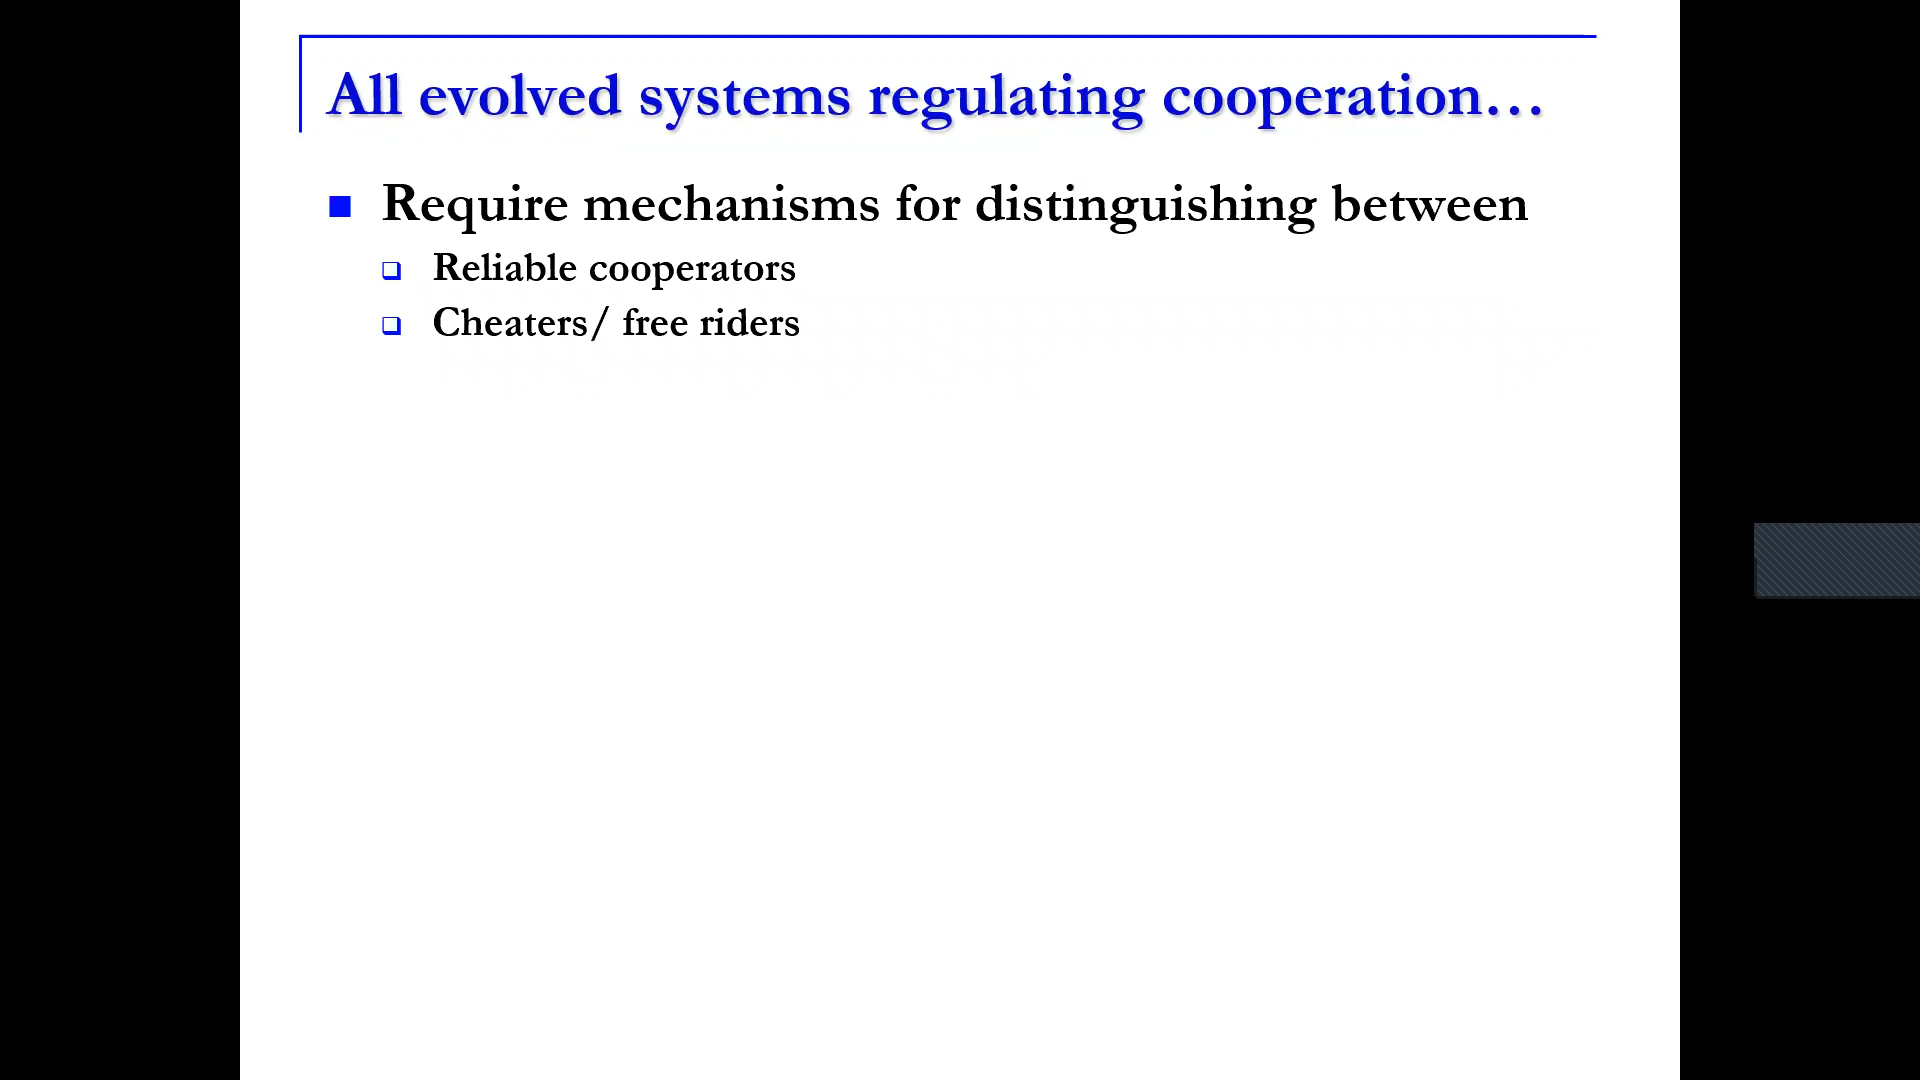 All evolved systems regulating cooperation…
Require mechanisms for distinguishing between
Reliable cooperators
Cheaters/ free riders